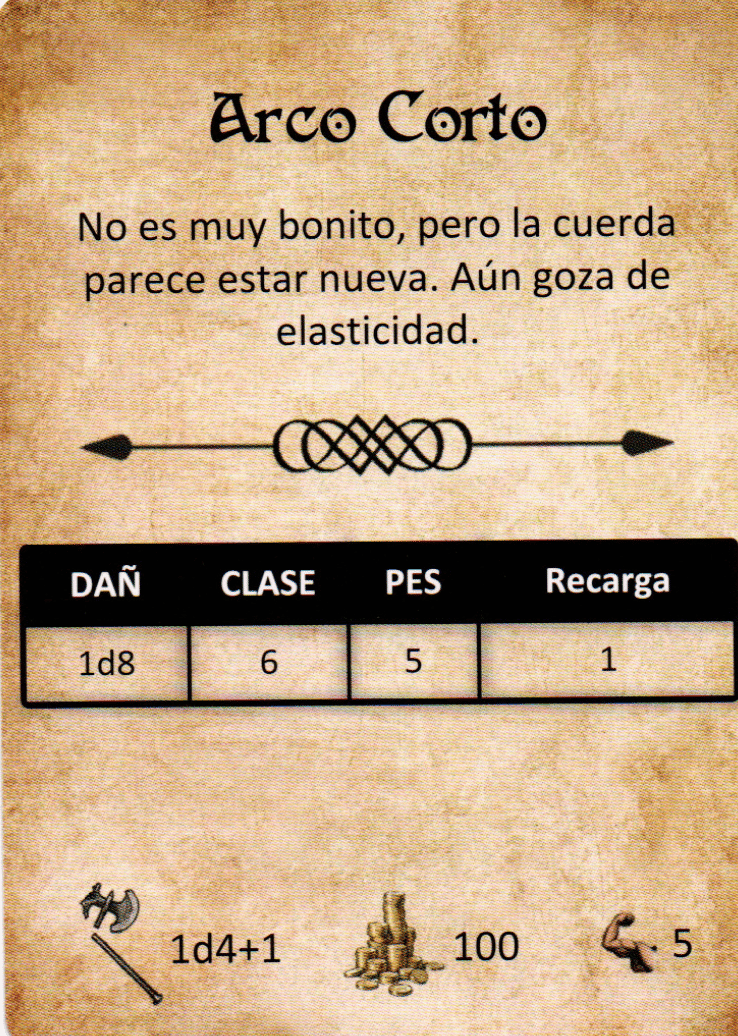 Arco Corto
No es muy bonito, pero la cuerda
parece estar nueva. Aún goza de
elasticidad.
DAÑ CLASE PES Recarga
1d8 6 5 1
1d4+1 100 5